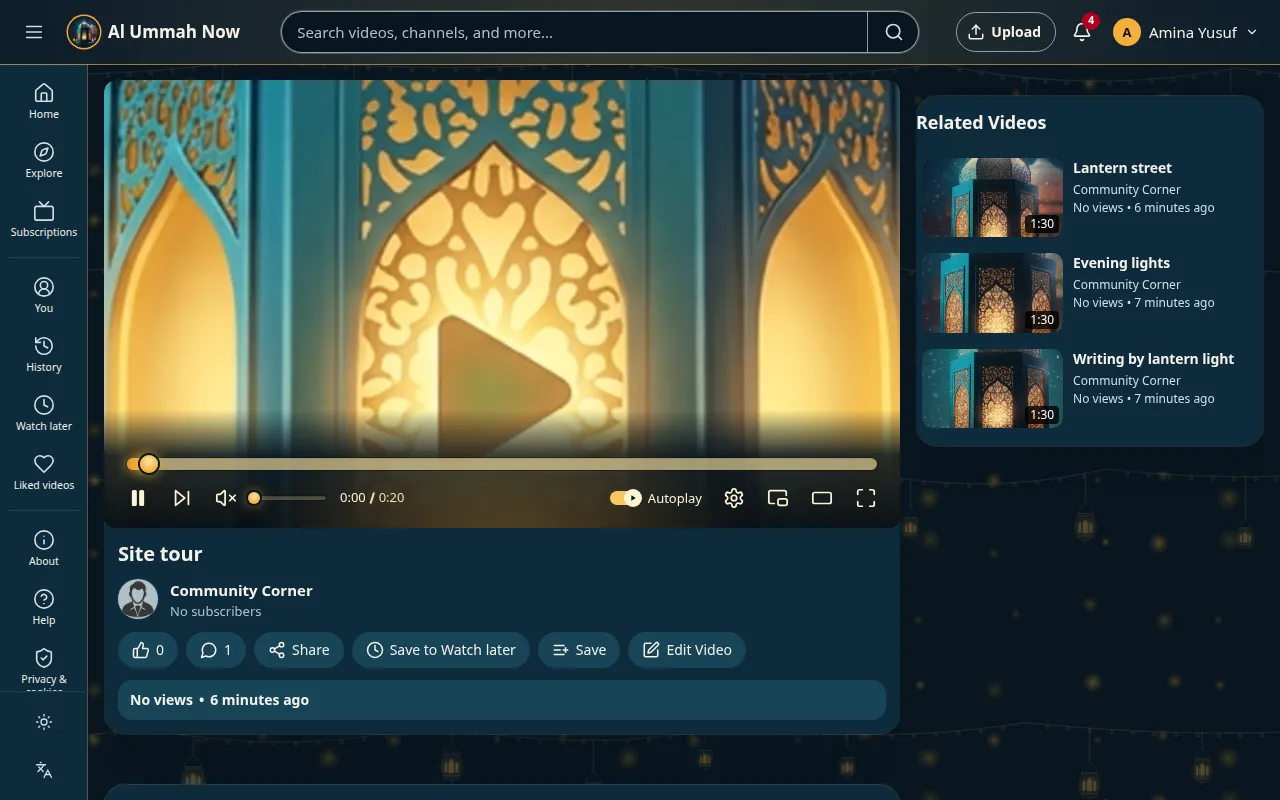 Al Ummah Now
Search videos, channels, and more...
Upload
4
A
Amina Yusuf
Home
Explore
Subscriptions
You
History
Watch later
Liked videos
About
Help
Privacy &
cookies
0:00 / 0:20
Autoplay
Site tour
Community Corner
No subscribers
0
1
Share
Save to Watch later
Save
Edit Video
No views • 6 minutes ago
Related Videos
Lantern street
Community Corner
No views • 6 minutes ago
1:30
Evening lights
Community Corner
No views • 7 minutes ago
1:30
Writing by lantern light
Community Corner
No views • 7 minutes ago
1:30